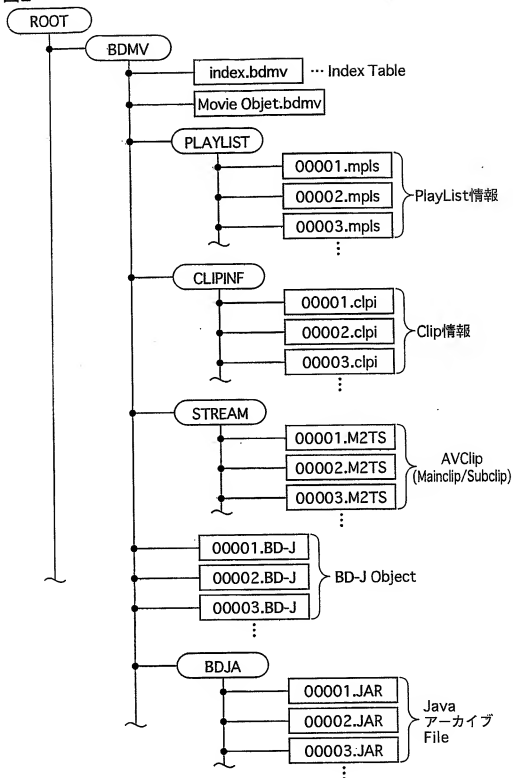 ROOT
BDMV
index.bdmv … Index Table
Movie Objet.bdmv
PLAYLIST
00001.mpls
00002.mpls
00003.mpls
PlayList情報
CLIPINF
00001.clpi
00002.clpi
00003.clpi
Clip情報
STREAM
00001.M2TS
00002.M2TS
00003.M2TS
AVClip
(Mainclip/Subclip)
00001.BD-J
00002.BD-J
00003.BD-J
BD-J Object
BDJA
00001.JAR
00002.JAR
00003.JAR
Java
アーカイブ
File